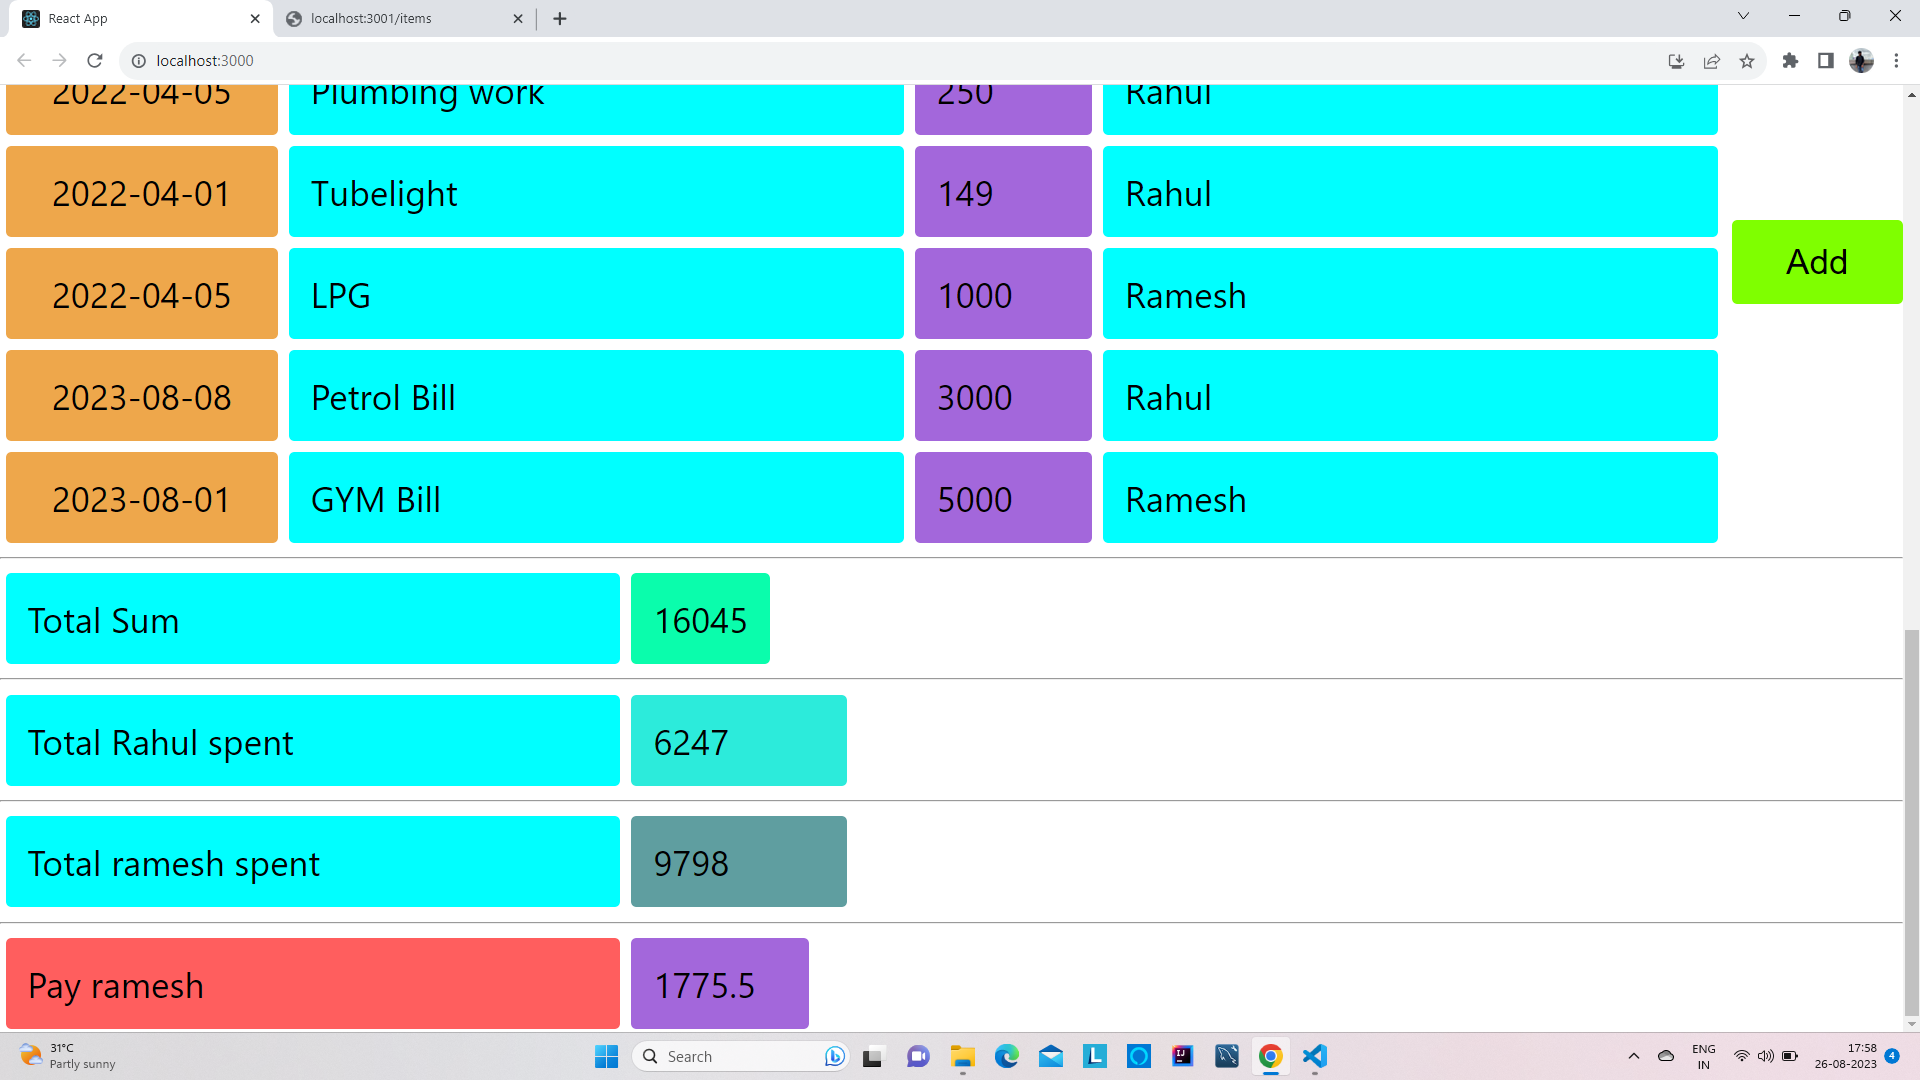 React App
localhost:3001/items
localhost:3000
2022-04-05 Plumbing work 250 Rahul
2022-04-01 Tubelight 149 Rahul
Add
2022-04-05 LPG 1000 Ramesh
2023-08-08 Petrol Bill 3000 Rahul
2023-08-01 GYM Bill 5000 Ramesh
Total Sum 16045
Total Rahul spent 6247
Total ramesh spent 9798
Pay ramesh 1775.5
31°C
Partly sunny
Search
L
IJ
ENG
IN
17:58
26-08-2023
4